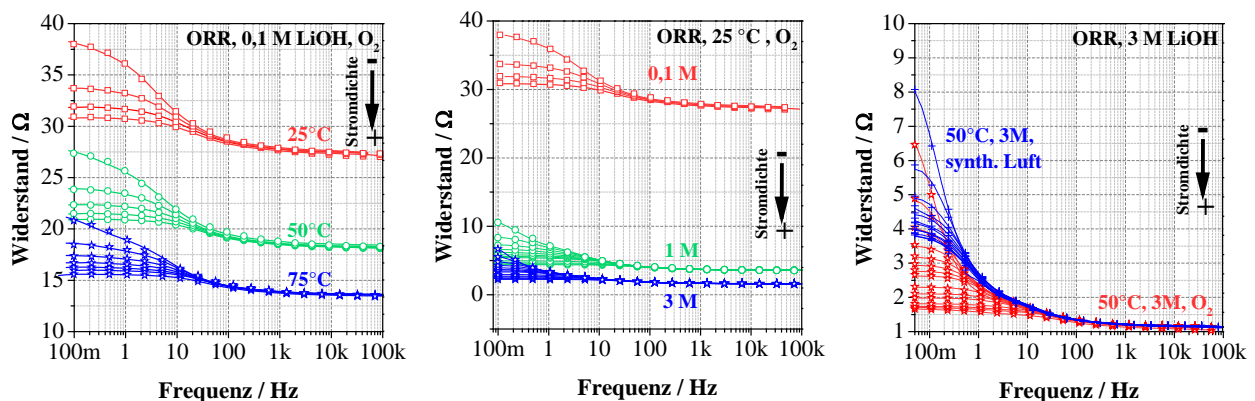 ORR, 0,1 M LiOH, O₂
40
35
30
25
20
15
10
Widerstand / Ω
25°C
50°C
75°C
Stromdichte
-
+
100m 1 10 100 1k 10k 100k
Frequenz / Hz
ORR, 25 °C , O₂
40
30
20
10
0
Widerstand / Ω
0,1 M
1 M
3 M
Stromdichte
-
+
100m 1 10 100 1k 10k 100k
Frequenz / Hz
ORR, 3 M LiOH
10
9
8
7
6
5
4
3
2
1
Widerstand / Ω
50°C, 3M,
synth. Luft
50°C, 3M, O₂
Stromdichte
-
+
100m 1 10 100 1k 10k 100k
Frequenz / Hz